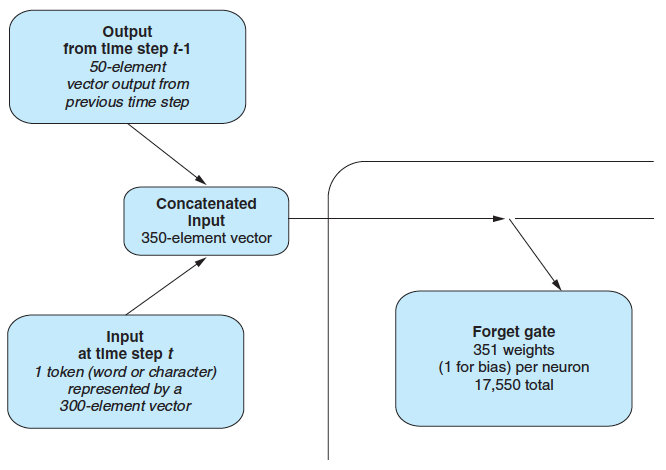 Output
from time step t-1
50-element
vector output from
previous time step
Concatenated
Input
350-element vector
Input
at time step t
1 token (word or character)
represented by a
300-element vector
Forget gate
351 weights
(1 for bias) per neuron
17,550 total